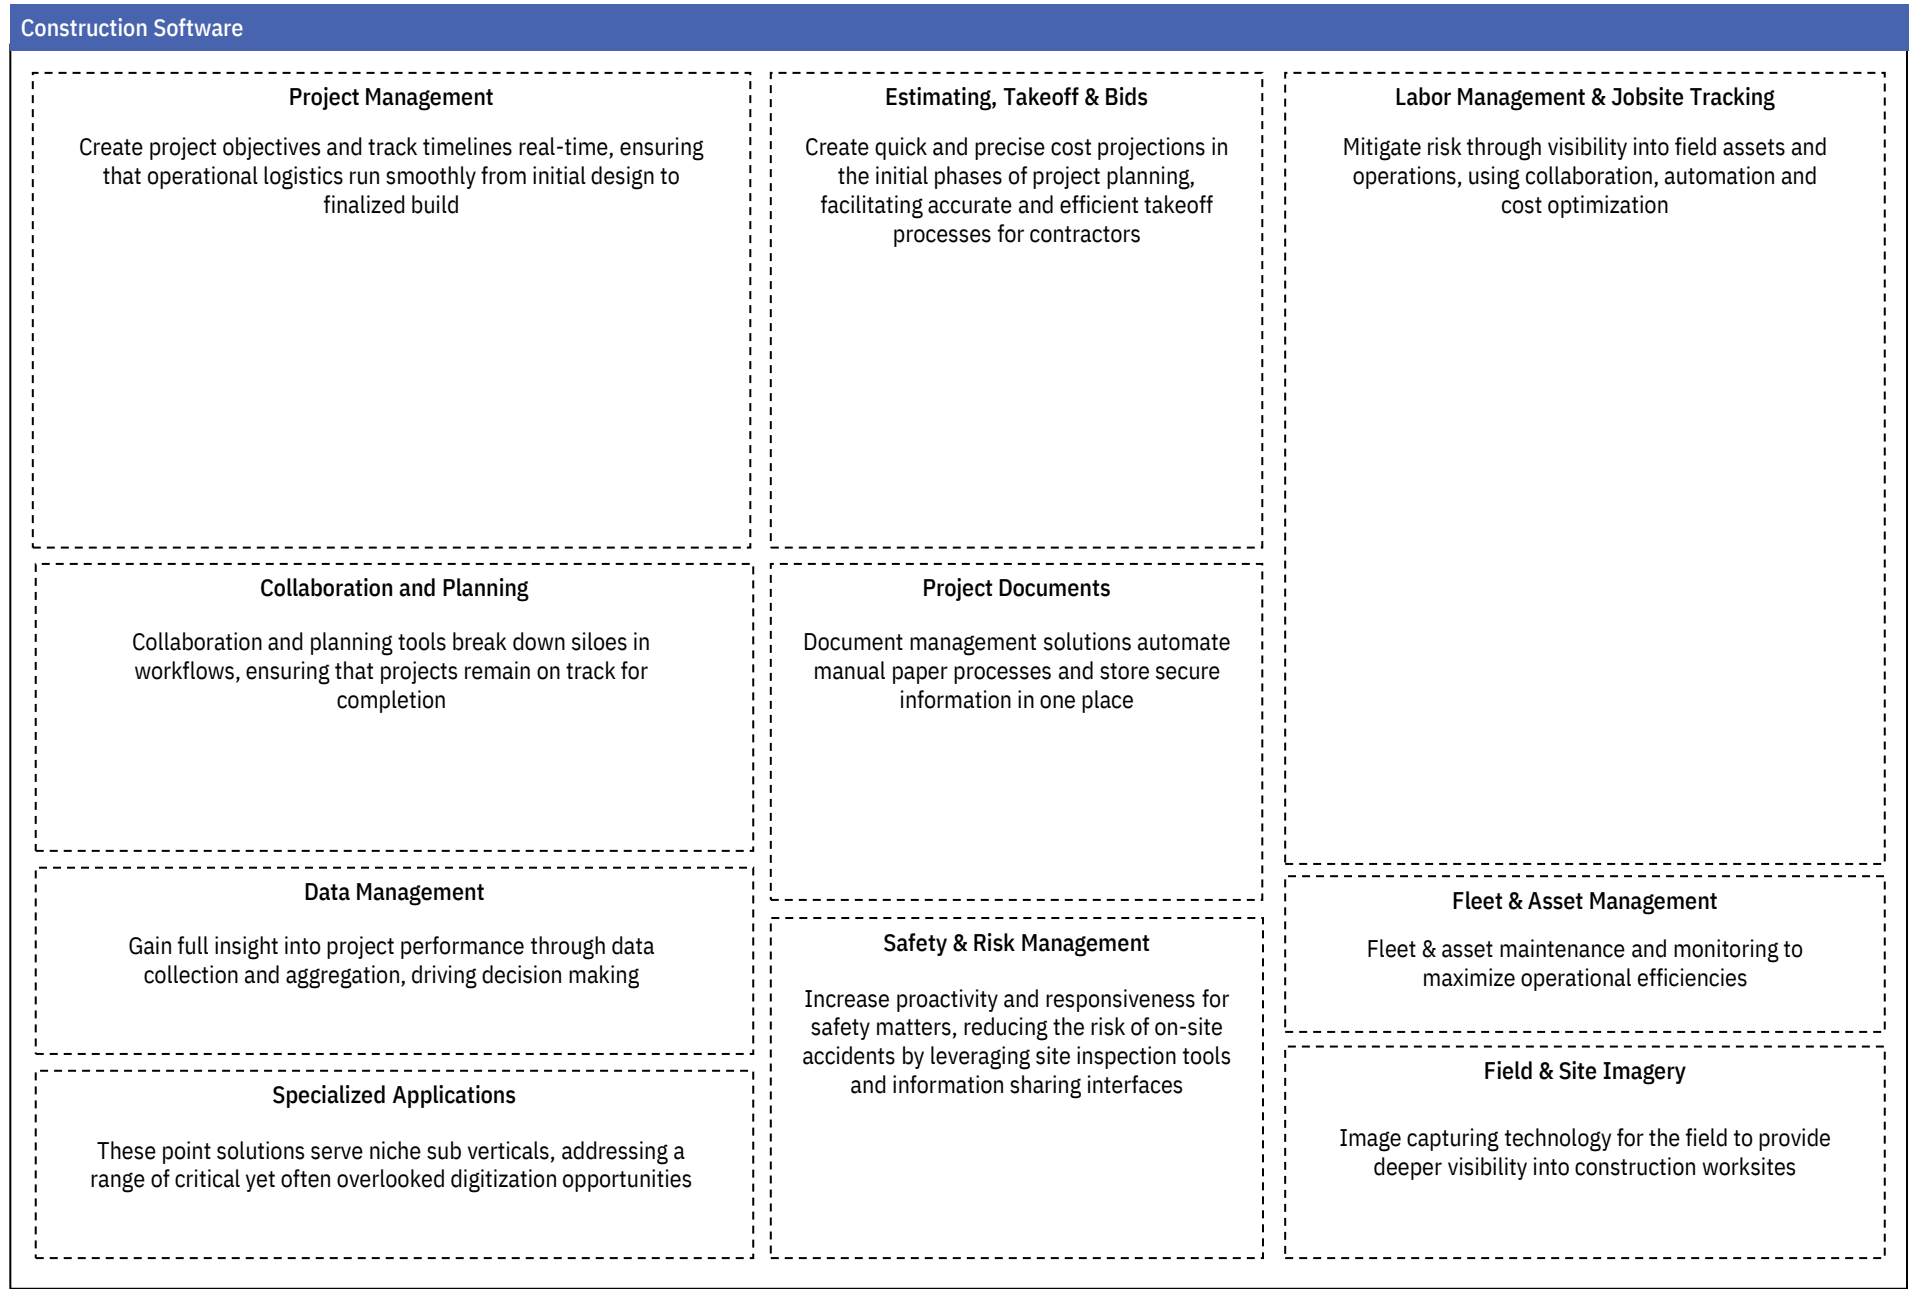 Construction Software
Project Management
Create project objectives and track timelines real-time, ensuring
that operational logistics run smoothly from initial design to
finalized build
Estimating, Takeoff & Bids
Create quick and precise cost projections in
the initial phases of project planning,
facilitating accurate and efficient takeoff
processes for contractors
Labor Management & Jobsite Tracking
Mitigate risk through visibility into field assets and
operations, using collaboration, automation and
cost optimization
Collaboration and Planning
Collaboration and planning tools break down siloes in
workflows, ensuring that projects remain on track for
completion
Project Documents
Document management solutions automate
manual paper processes and store secure
information in one place
Data Management
Gain full insight into project performance through data
collection and aggregation, driving decision making
Safety & Risk Management
Increase proactivity and responsiveness for
safety matters, reducing the risk of on-site
accidents by leveraging site inspection tools
and information sharing interfaces
Fleet & Asset Management
Fleet & asset maintenance and monitoring to
maximize operational efficiencies
Specialized Applications
These point solutions serve niche sub verticals, addressing a
range of critical yet often overlooked digitization opportunities
Field & Site Imagery
Image capturing technology for the field to provide
deeper visibility into construction worksites